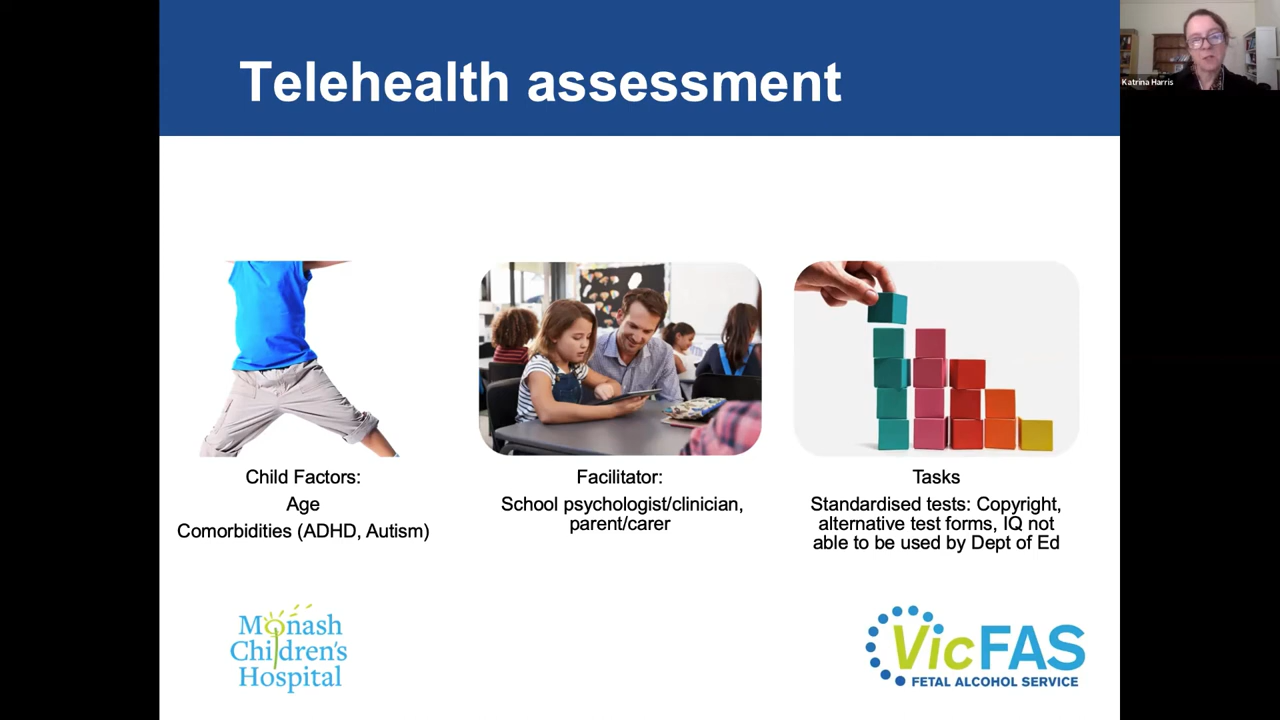 Telehealth assessment
Katrina Harris
Child Factors:
Age
Comorbidities (ADHD, Autism)
Facilitator:
School psychologist/clinician,
parent/carer
Tasks
Standardised tests: Copyright,
alternative test forms, IQ not
able to be used by Dept of Ed
Monash
Children's
Hospital
VicFAS
FETAL ALCOHOL SERVICE